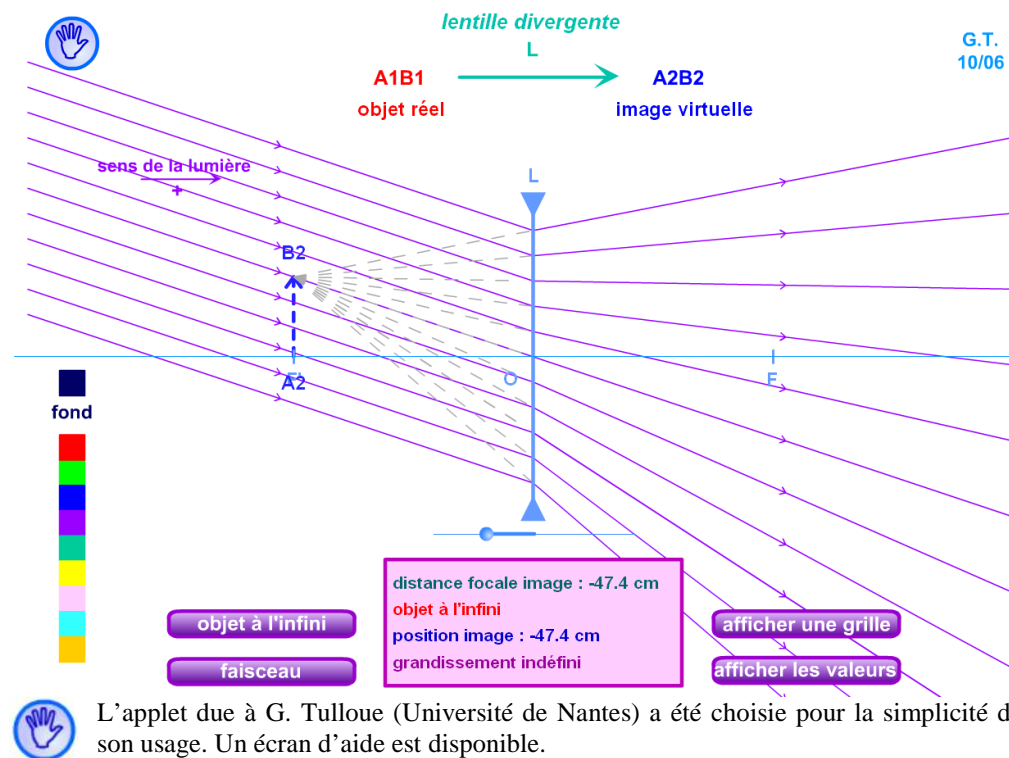 lentille divergente
L
G.T.
10/06
A1B1
A2B2
objet réel
image virtuelle
sens de la lumière
+
L
B2
F'
A2
O
F
fond
distance focale image : -47.4 cm
objet à l'infini
position image : -47.4 cm
grandissement indéfini
objet à l'infini
faisceau
afficher une grille
afficher les valeurs
L'applet due à G. Tulloue (Université de Nantes) a été choisie pour la simplicité d
son usage. Un écran d'aide est disponible.